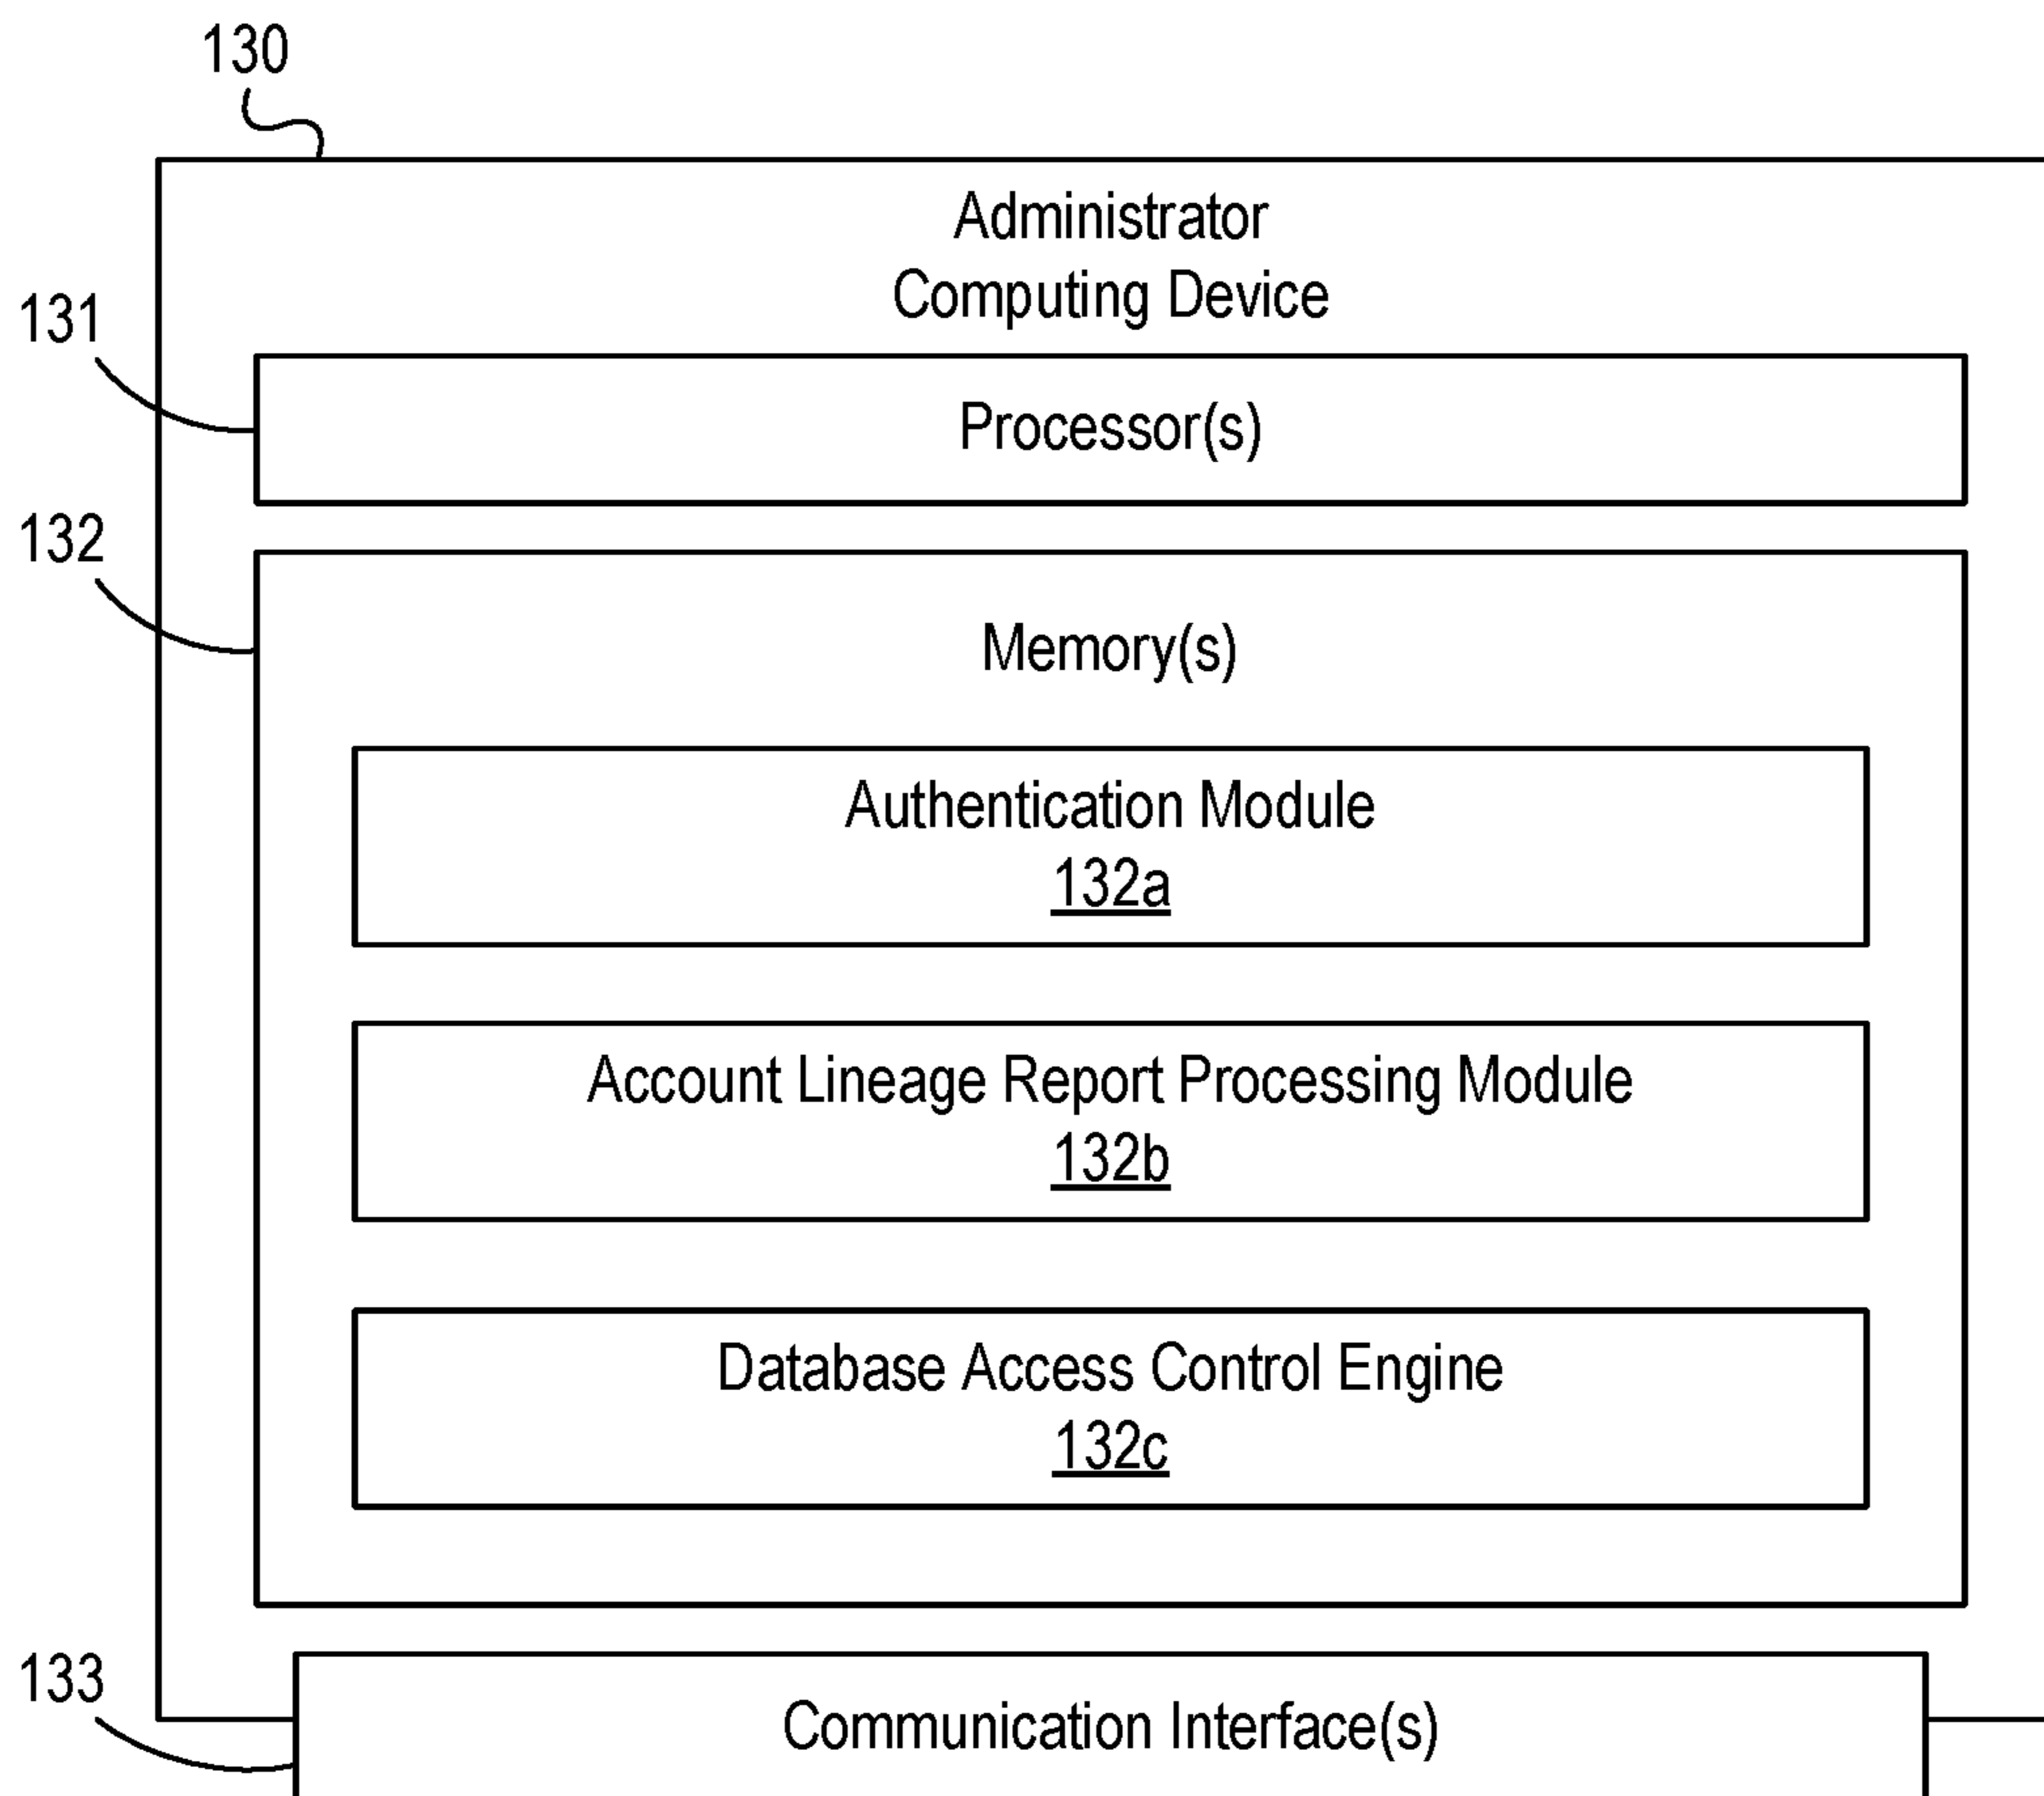 130
Administrator
Computing Device
131
Processor(s)
132
Memory(s)
Authentication Module
132a
Account Lineage Report Processing Module
132b
Database Access Control Engine
132c
133
Communication Interface(s)